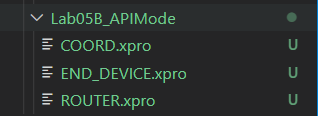 Lab05B_APIMode
COORD.xpro U
END_DEVICE.xpro U
ROUTER.xpro U